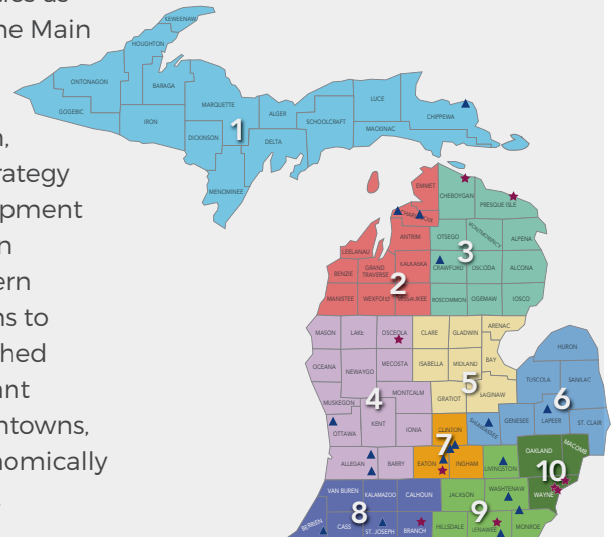 ne Main
n,
rategy
opment
n
ern
ns to
shed
ant
ntowns,
nomically
KEWEENAW
HOUGHTON
ONTONAGON
BARAGA
GOGEBIC
IRON
MARQUETTE
1
ALGER
LUCE
CHIPPEWA
SCHOOLCRAFT
MACKINAC
DICKINSON
DELTA
MENOMINEE
EMMET
CHEBOYGAN
PRESQUE ISLE
CHARLEVOIX
ANTRIM
OTSEGO
MONTMORENCY
ALPENA
3
LEELANAU
BENZIE
GRAND
TRAVERSE
KALKASKA
CRAWFORD
OSCODA
ALCONA
2
MANISTEE
WEXFORD
MISSAUKEE
ROSCOMMON
OGEMAW
IOSCO
MASON
LAKE
OSCEOLA
CLARE
GLADWIN
ARENAC
HURON
OCEANA
NEWAYGO
MECOSTA
ISABELLA
MIDLAND
BAY
5
TUSCOLA
SANILAC
MUSKEGON
4
MONTCALM
GRATIOT
SAGINAW
6
OTTAWA
KENT
IONIA
CLINTON
SHIAWASSEE
GENESEE
LAPEER
ST. CLAIR
7
ALLEGAN
BARRY
EATON
INGHAM
LIVINGSTON
OAKLAND
MACOMB
10
VAN BUREN
KALAMAZOO
CALHOUN
JACKSON
WASHTENAW
WAYNE
8
9
BERRIEN
CASS
ST. JOSEPH
BRANCH
HILLSDALE
LENAWEE
MONROE